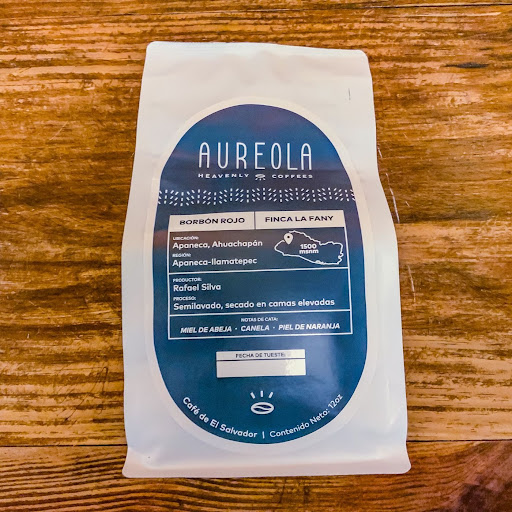 AUREOLA
HEAVENLY COFFEES
BORBÓN ROJO
FINCA LA FANY
UBICACIÓN:
Apaneca, Ahuachapán
REGIÓN:
Apaneca-Ilamatepec
1500
msnm
PRODUCTOR:
Rafael Silva
PROCESO:
Semilavado, secado en camas elevadas
NOTAS DE CATA:
MIEL DE ABEJA · CANELA · PIEL DE NARANJA
FECHA DE TUESTE:
Café de El Salvador | Contenido Neto: 12oz